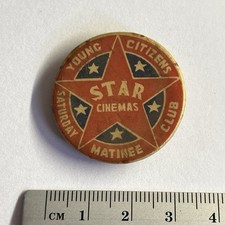 YOUNG CITIZENS
STAR
CINEMAS
SATURDAY MATINEE CLUB
CM 1 2 3 4